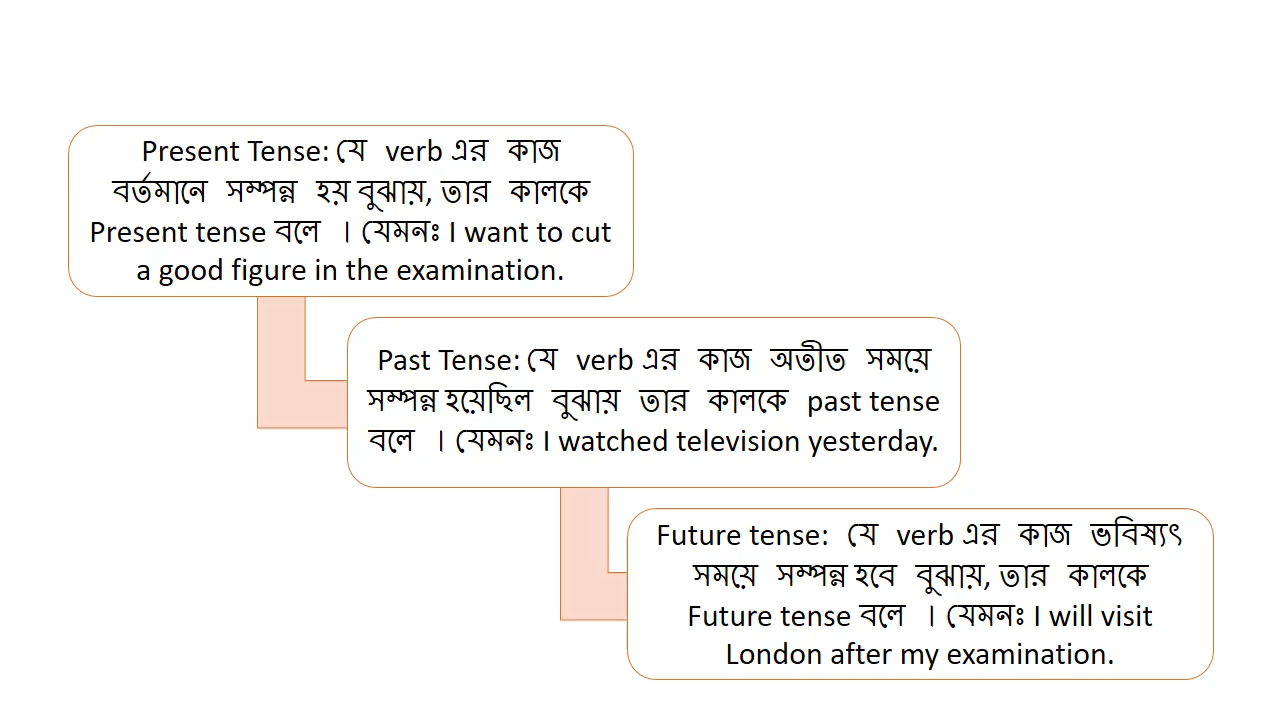 Present Tense: যে verb এর কাজ
বর্তমানে সম্পন্ন হয় বুঝায়, তার কালকে
Present tense বলে । যেমনঃ I want to cut
a good figure in the examination.
Past Tense: যে verb এর কাজ অতীত সময়ে
সম্পন্ন হয়েছিল বুঝায় তার কালকে past tense
বলে । যেমনঃ I watched television yesterday.
Future tense: যে verb এর কাজ ভবিষ্যৎ
সময়ে সম্পন্ন হবে বুঝায়, তার কালকে
Future tense বলে । যেমনঃ I will visit
London after my examination.